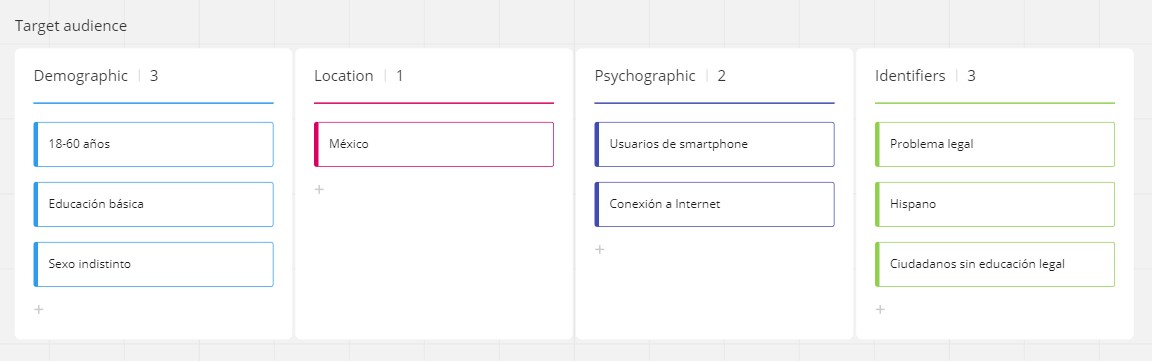 Target audience
Demographic | 3
18-60 años
Educación básica
Sexo indistinto
+
Location | 1
México
+
Psychographic | 2
Usuarios de smartphone
Conexión a Internet
+
Identifiers | 3
Problema legal
Hispano
Ciudadanos sin educación legal
+